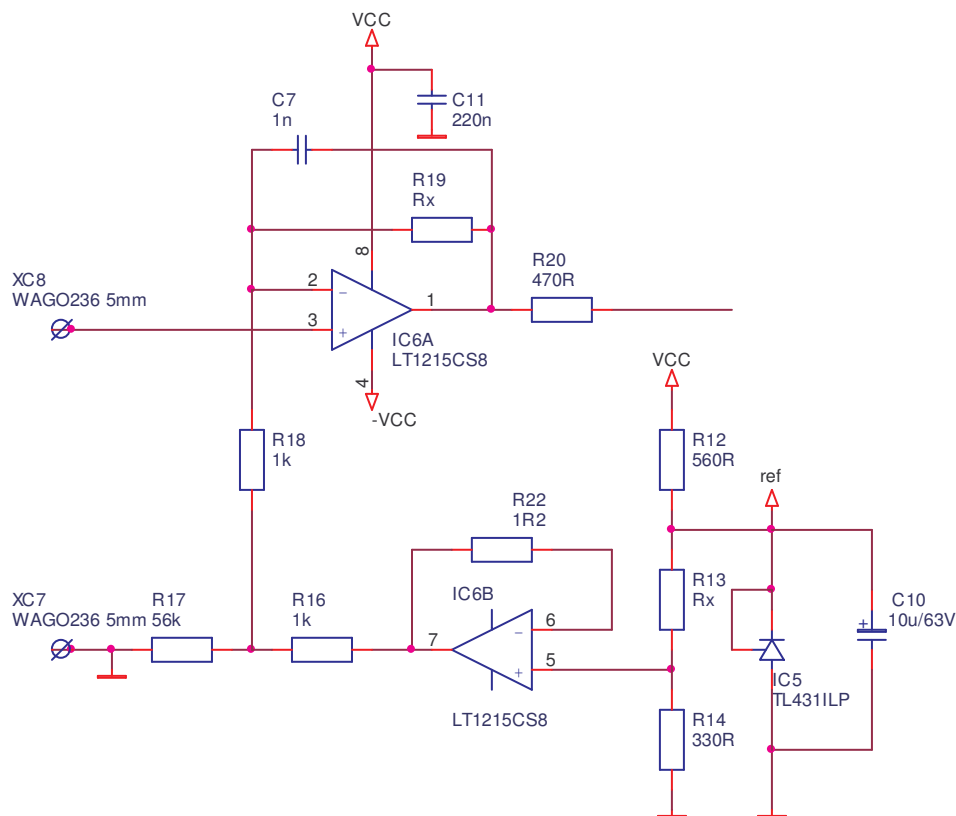 VCC
C7
1n
C11
220n
R19
Rx
8
XC8
WAGO236 5mm
2
3
1
R20
470R
IC6A
LT1215CS8
4
-VCC
VCC
R18
1k
R12
560R
ref
R22
1R2
XC7
WAGO236 5mm
R17
56k
R16
1k
IC6B
7
6
5
LT1215CS8
R13
Rx
C10
10u/63V
IC5
TL431ILP
R14
330R